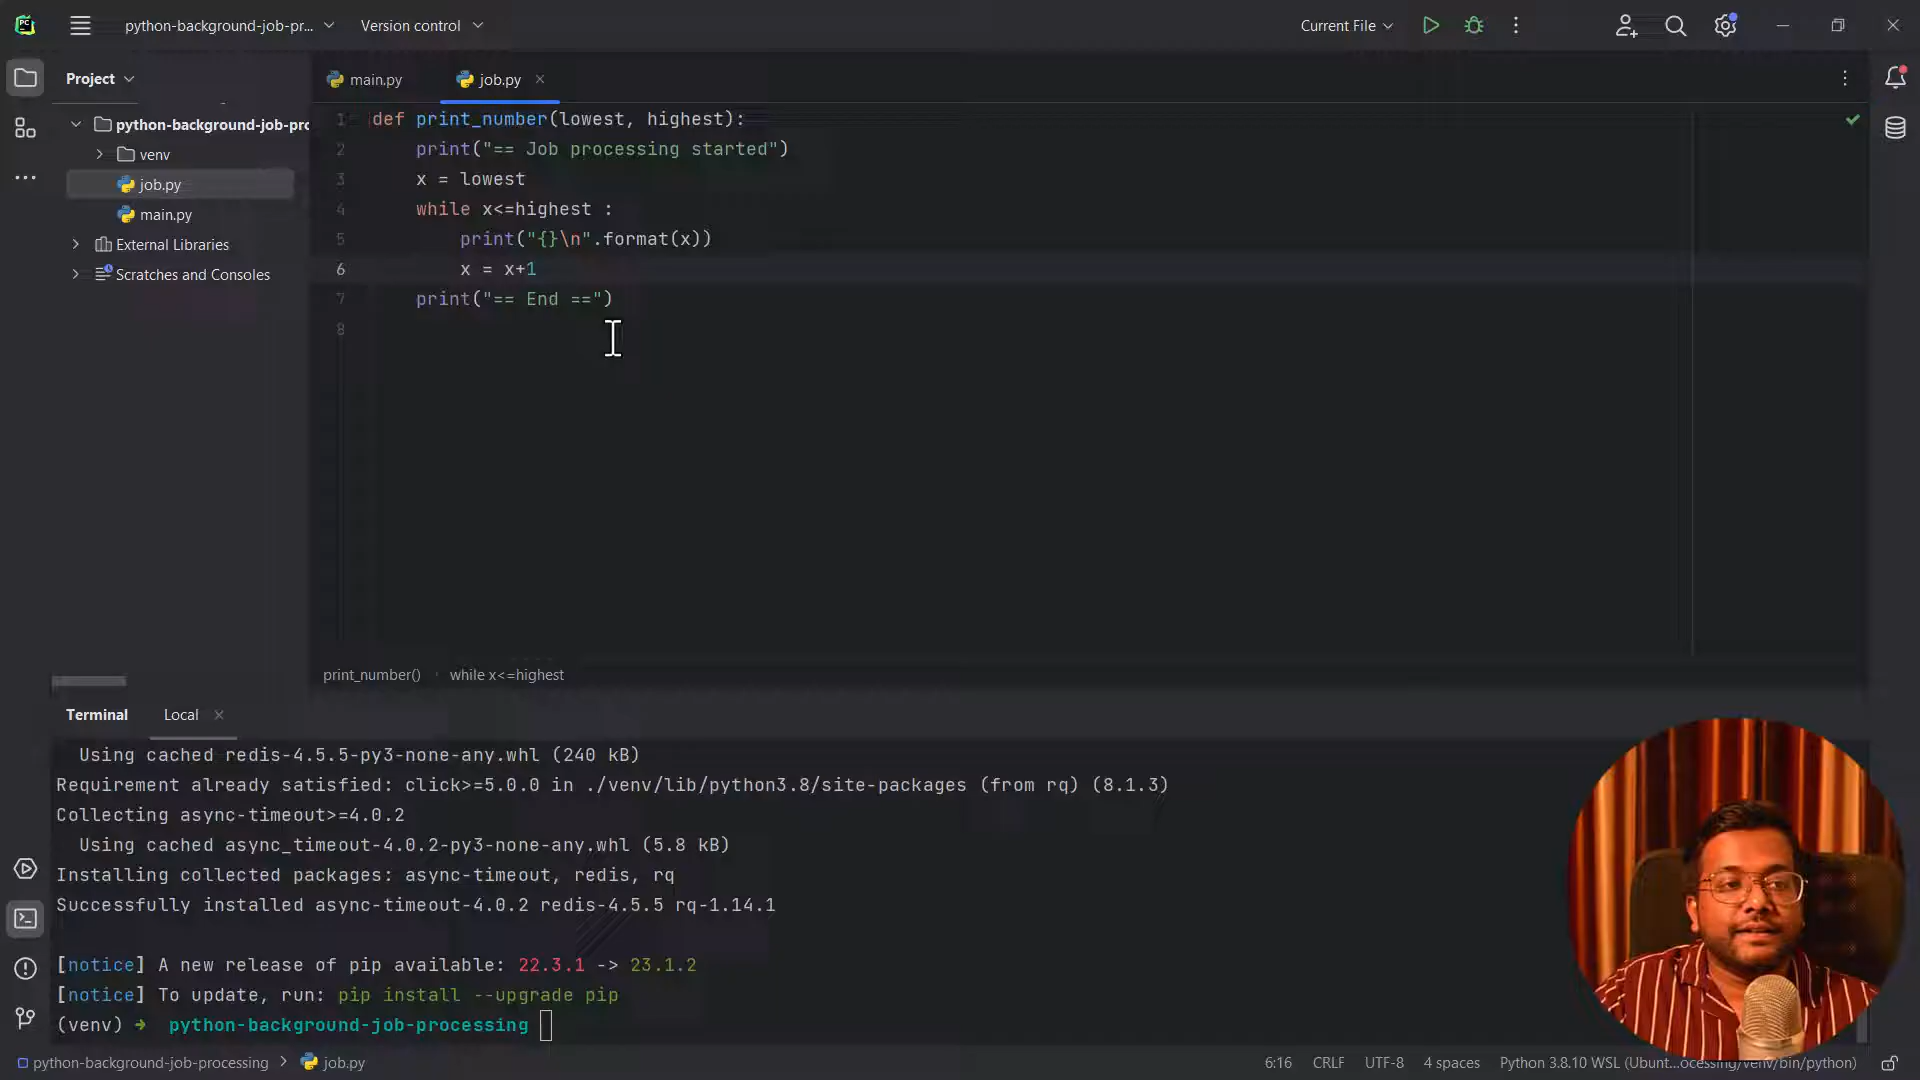 PC
python-background-job-pr...
Version control
Current File
Project
main.py
job.py
python-background-job-pro
venv
job.py
main.py
External Libraries
Scratches and Consoles
1 def print_number(lowest, highest):
2 print("== Job processing started")
3 x = lowest
4 while x<=highest :
5 print("{}\n".format(x))
6 x = x+1
7 print("== End ==")
8
print_number()
while x<=highest
Terminal
Local
Using cached redis-4.5.5-py3-none-any.whl (240 kB)
Requirement already satisfied: click>=5.0.0 in ./venv/lib/python3.8/site-packages (from rq) (8.1.3)
Collecting async-timeout>=4.0.2
Using cached async_timeout-4.0.2-py3-none-any.whl (5.8 kB)
Installing collected packages: async-timeout, redis, rq
Successfully installed async-timeout-4.0.2 redis-4.5.5 rq-1.14.1
[notice] A new release of pip available: 22.3.1 -> 23.1.2
[notice] To update, run: pip install --upgrade pip
(venv) → python-background-job-processing
python-background-job-processing > job.py
6:16
CRLF
UTF-8
4 spaces
Python 3.8.10 WSL (Ubunt...ocessing/venv/bin/python)